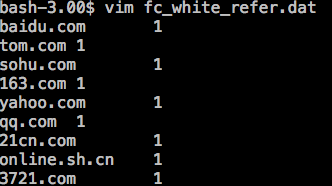 bash-3.00$ vim fc_white_refer.dat
baidu.com 1
tom.com 1
sohu.com 1
163.com 1
yahoo.com 1
qq.com 1
21cn.com 1
online.sh.cn 1
3721.com 1